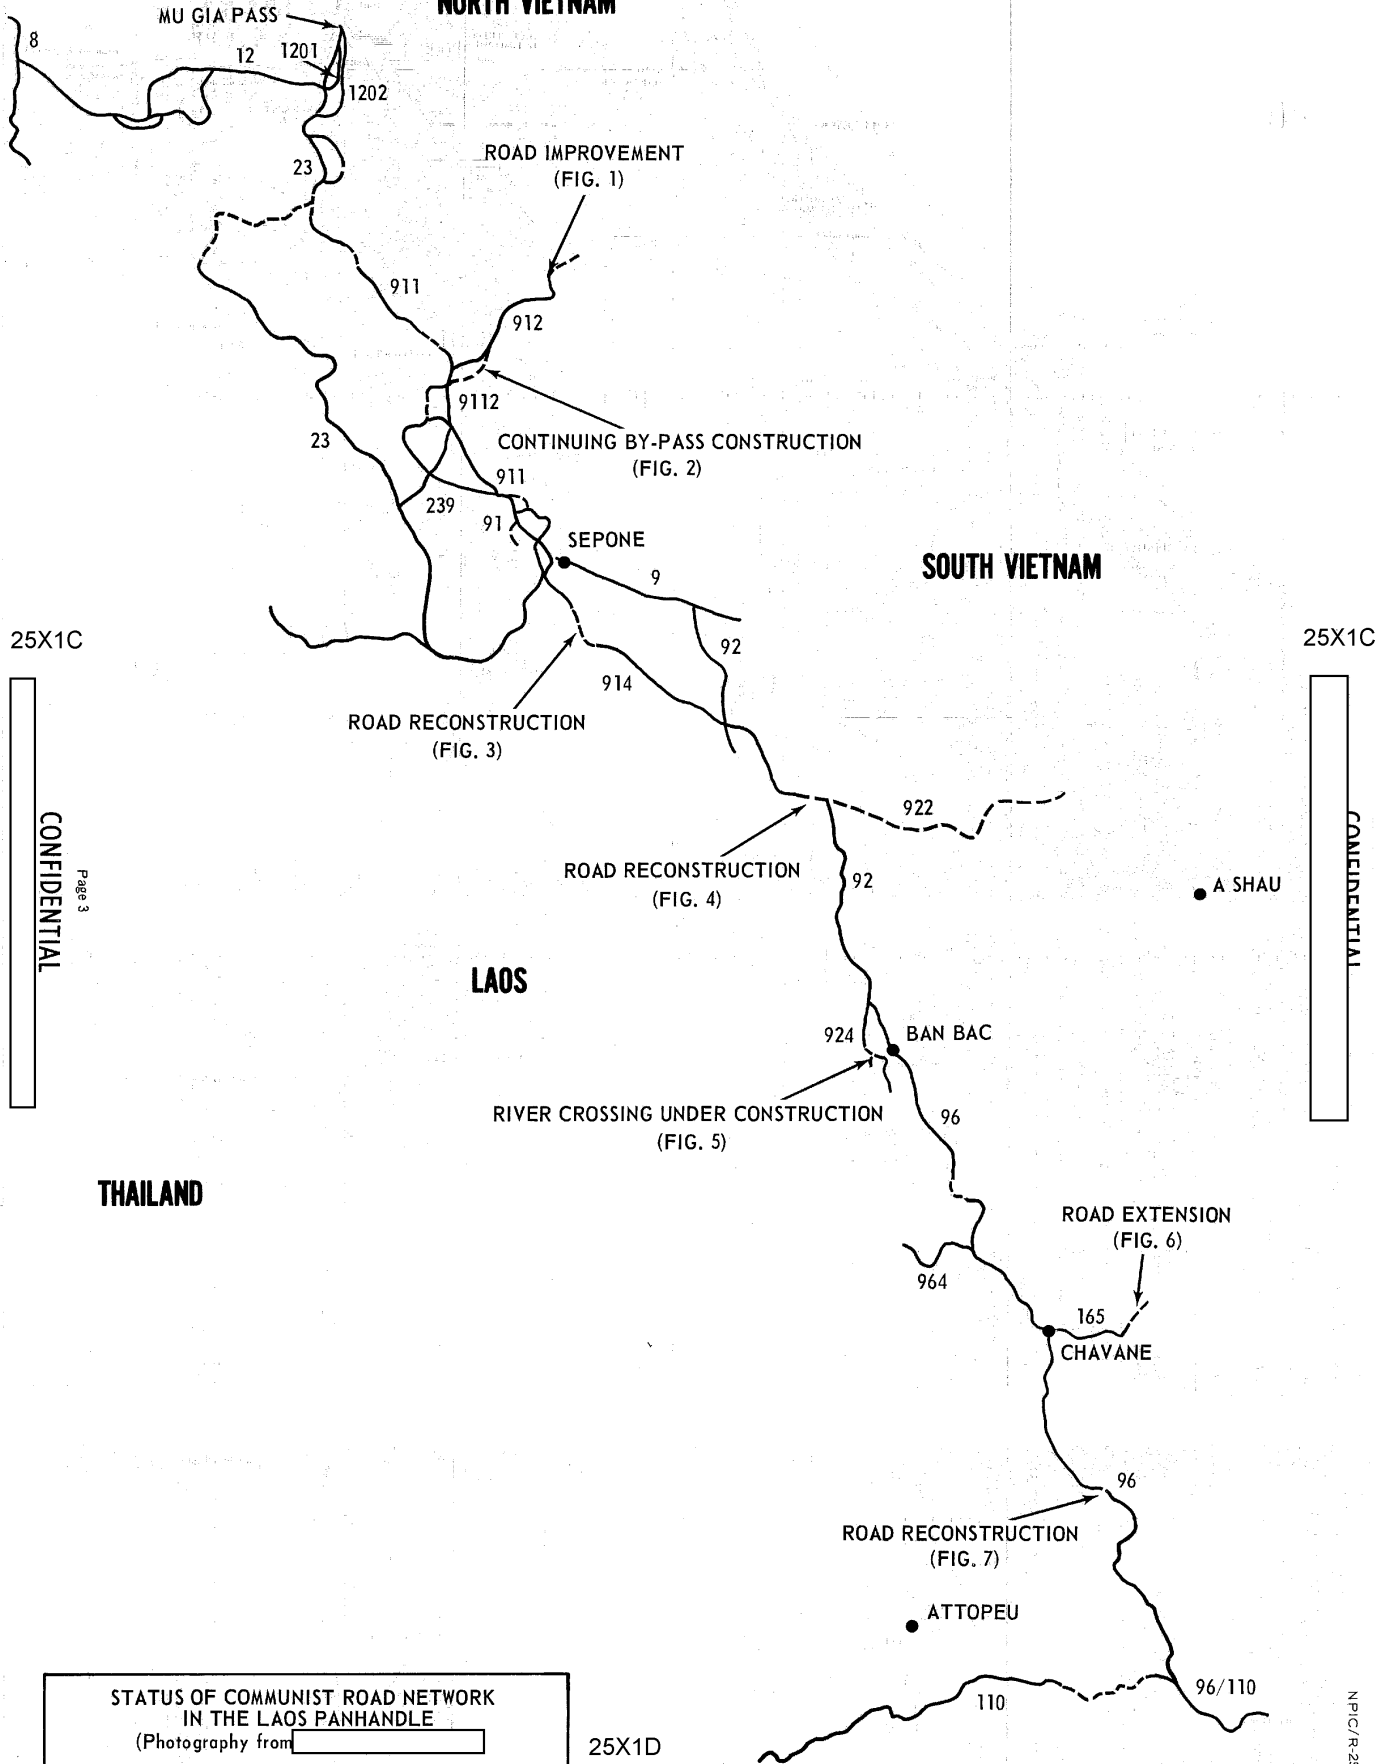 NORTH VIETNAM
MU GIA PASS
8
12
1201
1202
ROAD IMPROVEMENT
(FIG. 1)
23
911
912
9112
CONTINUING BY-PASS CONSTRUCTION
(FIG. 2)
23
911
239
91
SEPONE
SOUTH VIETNAM
9
25X1C
25X1C
92
914
ROAD RECONSTRUCTION
(FIG. 3)
922
CONFIDENTIAL
Page 3
CONFIDENTIAL
ROAD RECONSTRUCTION
(FIG. 4)
92
A SHAU
LAOS
924
BAN BAC
RIVER CROSSING UNDER CONSTRUCTION
(FIG. 5)
96
THAILAND
ROAD EXTENSION
(FIG. 6)
964
165
CHAVANE
96
ROAD RECONSTRUCTION
(FIG. 7)
ATTOPEU
110
96/110
STATUS OF COMMUNIST ROAD NETWORK
IN THE LAOS PANHANDLE
(Photography from
25X1D